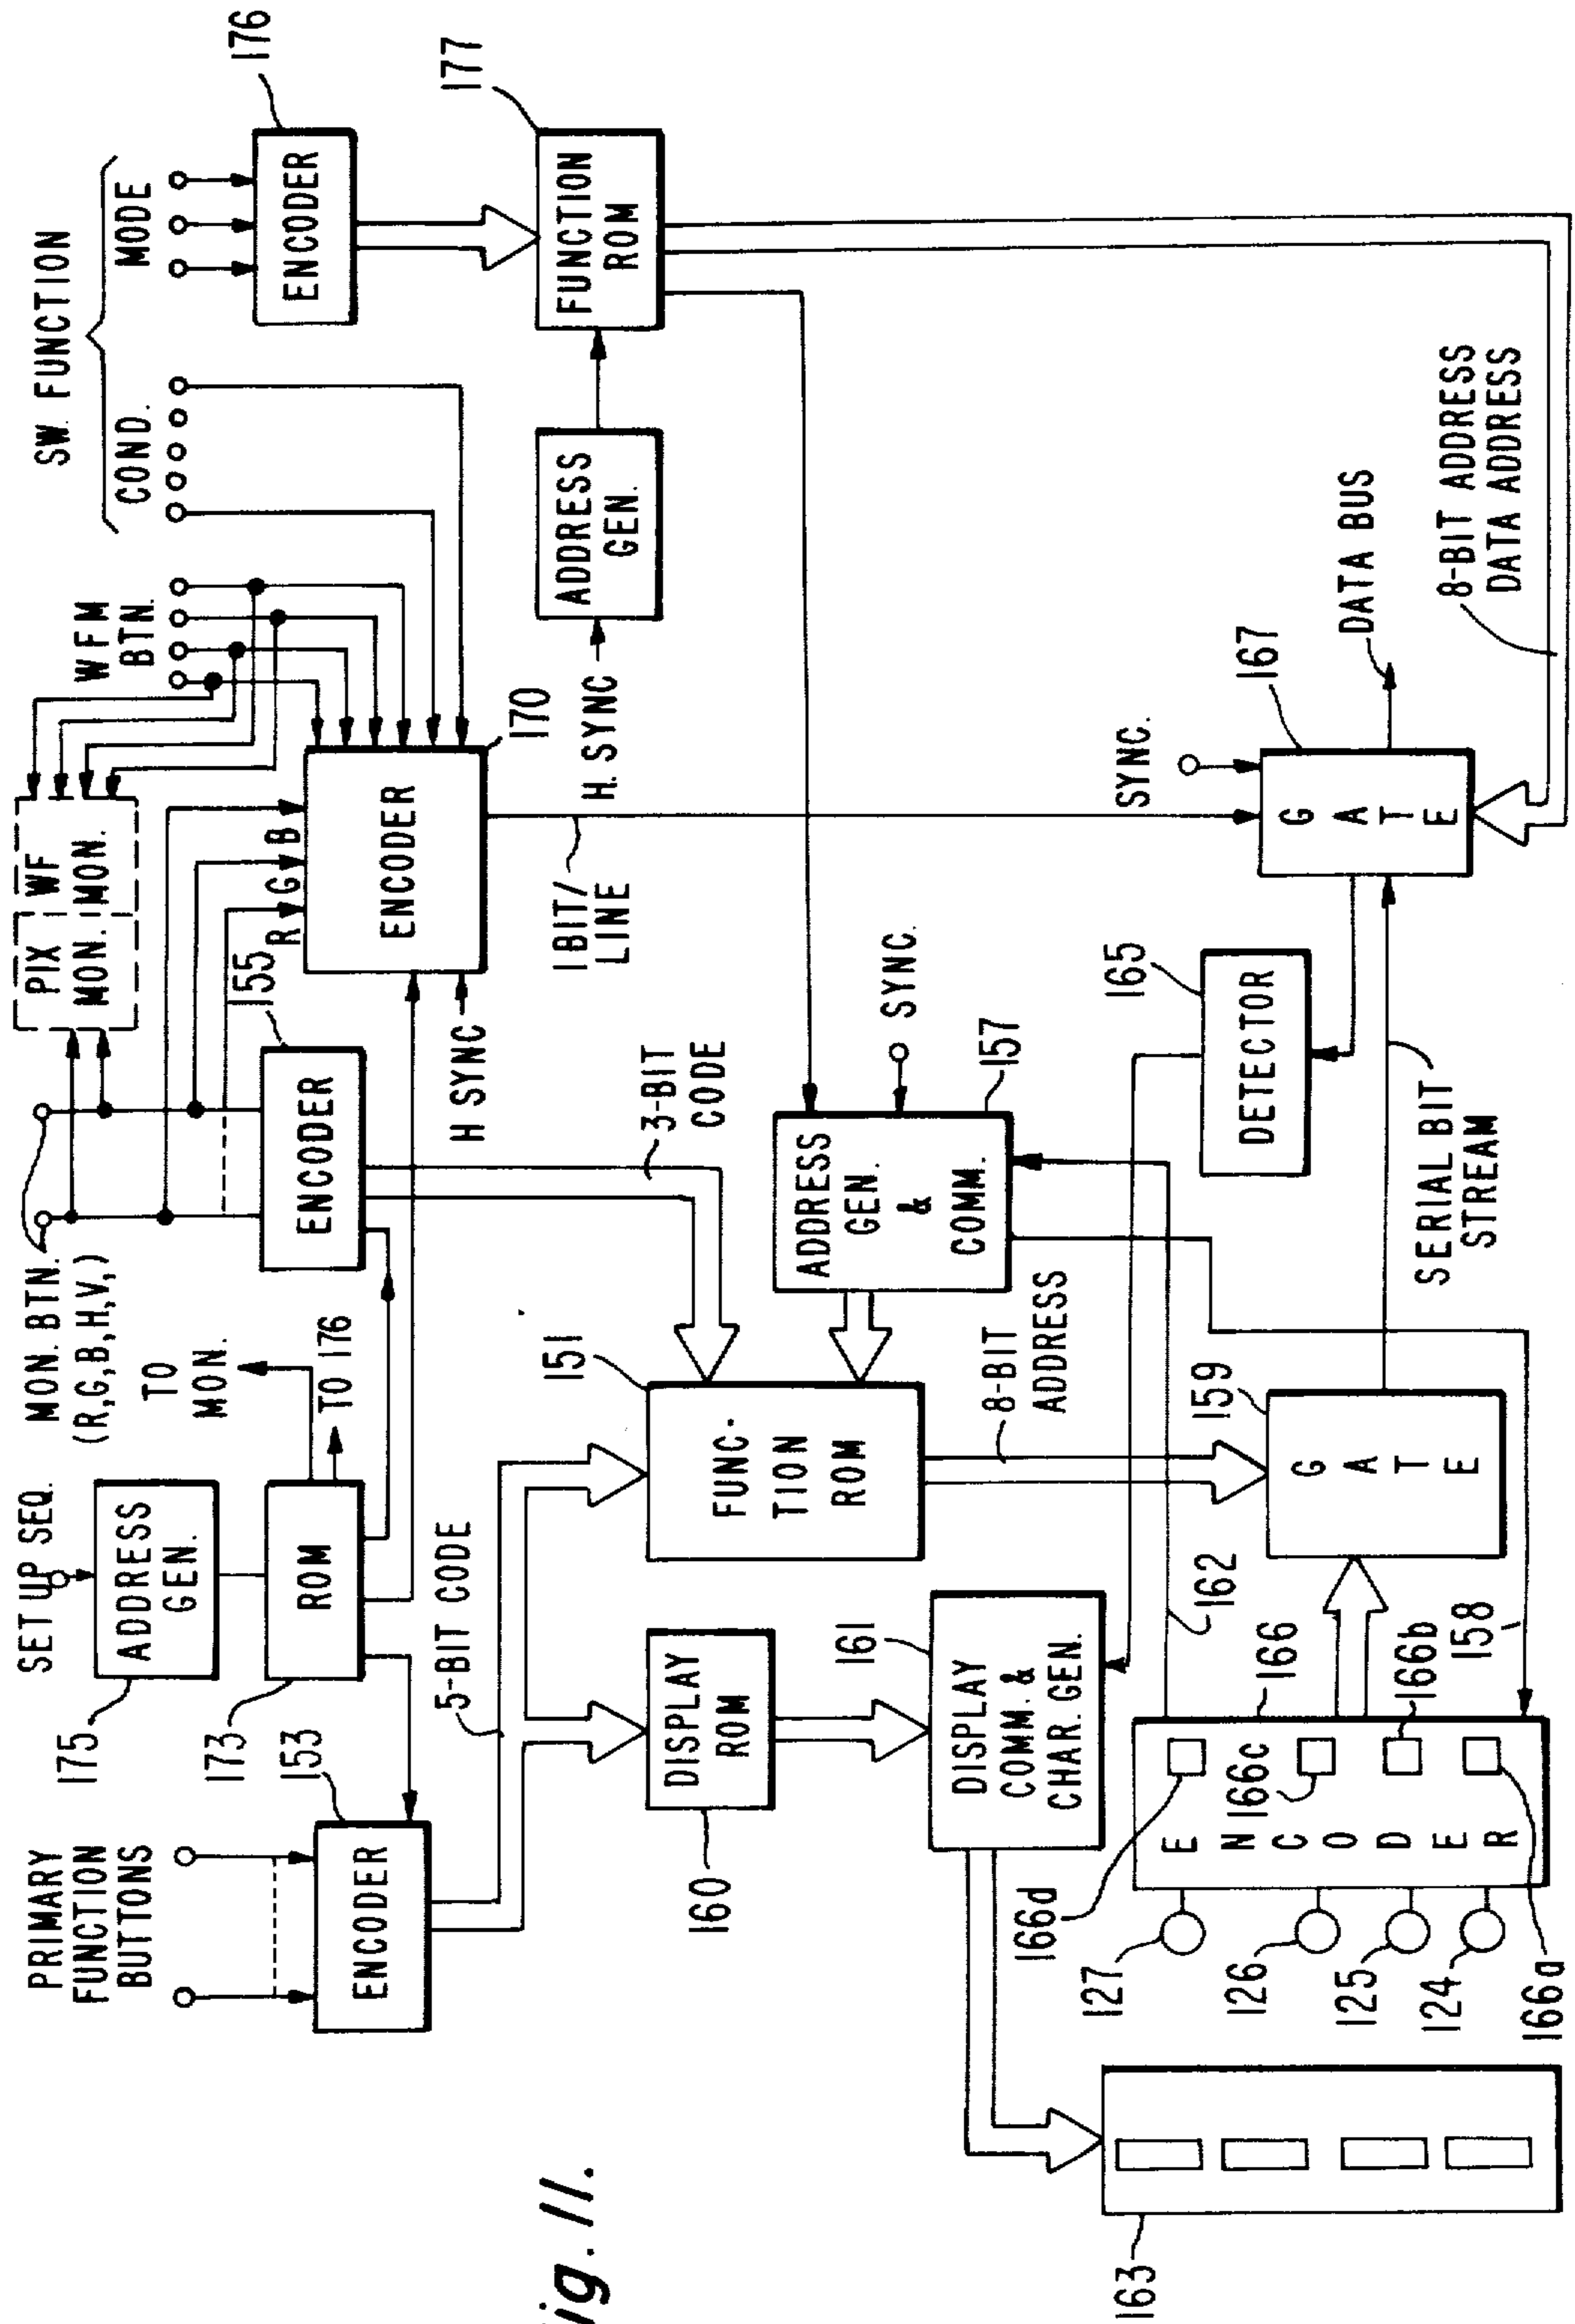 SW. FUNCTION
COND.
MODE
176
ENCODER
177
FUNCTION
ROM
ADDRESS
GEN.
H. SYNC
WFM
BTN.
PIX
MON.
WF
MON.
R
G
B
ENCODER
170
H SYNC
1BIT/
LINE
MON. BTN.
(R,G,B,H,V,)
155
ENCODER
3-BIT
CODE
SET UP SEQ.
ADDRESS
GEN.
175
ROM
173
TO
MON.
TO 176
PRIMARY
FUNCTION
BUTTONS
153
ENCODER
5-BIT CODE
151
FUNC-
TION
ROM
ADDRESS
GEN.
&
COMM.
157
SYNC.
DISPLAY
ROM
160
8-BIT
ADDRESS
DISPLAY
COMM. &
CHAR. GEN.
161
165
DETECTOR
SYNC.
167
GATE
DATA BUS
8-BIT ADDRESS
DATA ADDRESS
SERIAL BIT
STREAM
159
GATE
162
158
166
ENCODER
166d
166c
166b
166a
127
126
125
124
163
ig. 11.